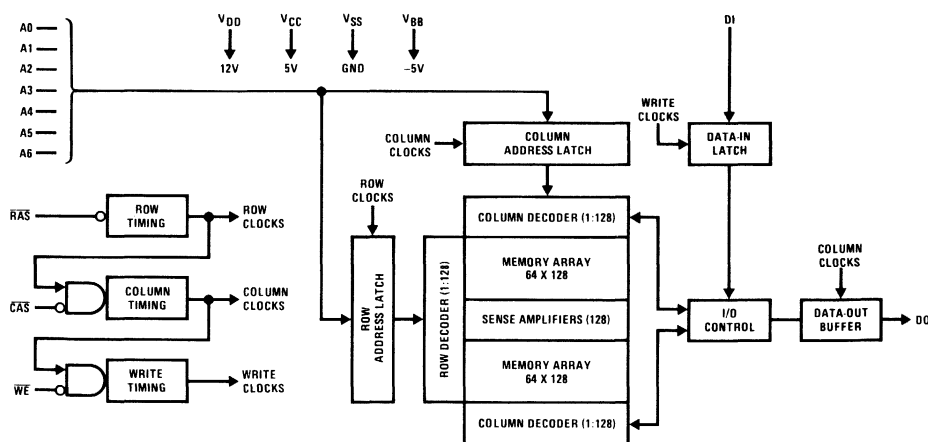 A0
A1
A2
A3
A4
A5
A6
VDD
12V
VCC
5V
VSS
GND
VBB
-5V
DI
COLUMN
CLOCKS
COLUMN
ADDRESS LATCH
WRITE
CLOCKS
DATA-IN
LATCH
RAS
ROW
TIMING
ROW
CLOCKS
CAS
COLUMN
TIMING
COLUMN
CLOCKS
WE
WRITE
TIMING
WRITE CLOCKS
ROW
CLOCKS
ROW
ADDRESS LATCH
ROW DECODER (1:128)
COLUMN DECODER (1:128)
MEMORY ARRAY
64 X 128
SENSE AMPLIFIERS (128)
MEMORY ARRAY
64 X 128
COLUMN DECODER (1:128)
I/O
CONTROL
COLUMN
CLOCKS
DATA-OUT
BUFFER
DO